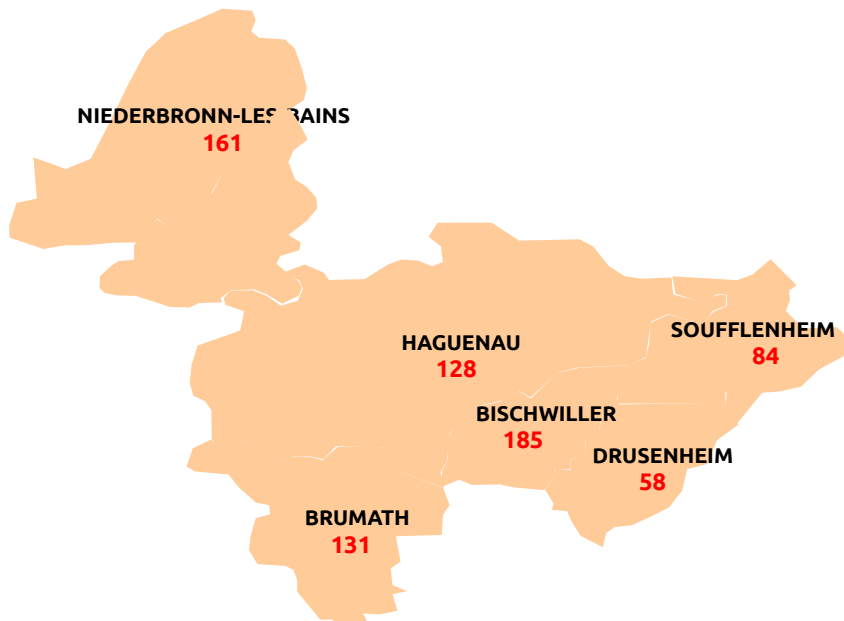 NIEDERBRONN-LES BAINS
161
HAGUENAU
128
SOUFFLENHEIM
84
BISCHWILLER
185
DRUSENHEIM
58
BRUMATH
131